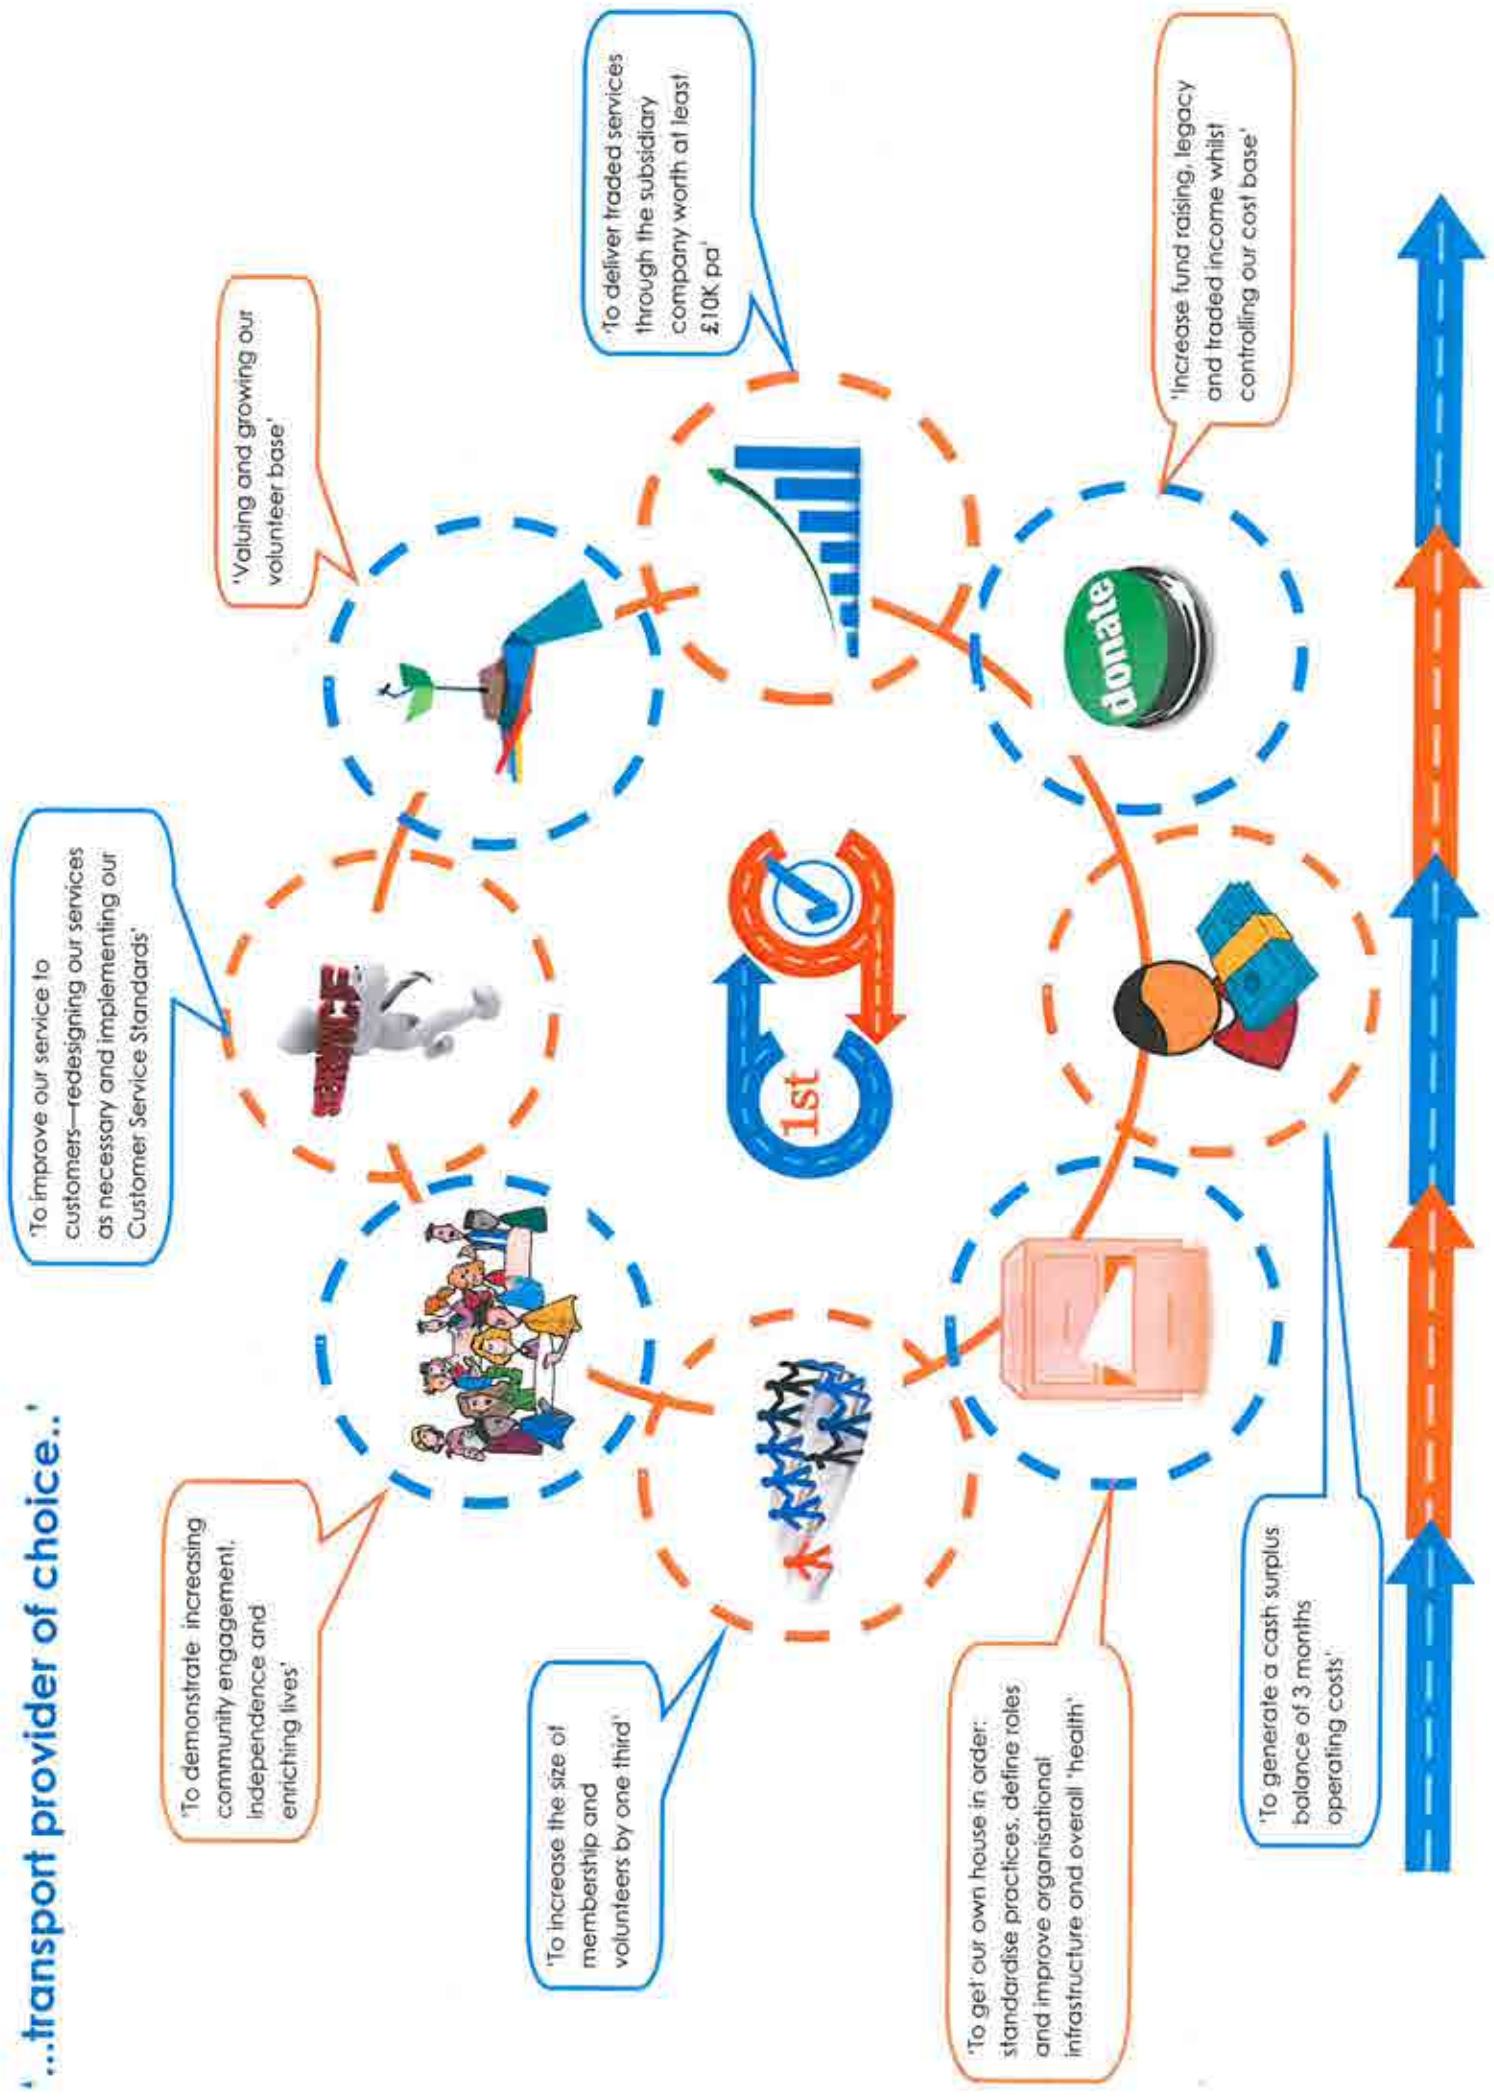 '...transport provider of choice..'
'To improve our service to
customers—redesigning our services
as necessary and implementing our
Customer Service Standards'
'Valuing and growing our
volunteer base'
'To demonstrate increasing
community engagement,
independence and
enriching lives'
SERVICE
'To deliver traded services
through the subsidiary
company worth at least
£10K pa'
'To increase the size of
membership and
volunteers by one third'
1st
donate
'To get our own house in order:
standardise practices, define roles
and improve organisational
infrastructure and overall 'health'
'Increase fund raising, legacy
and traded income whilst
controlling our cost base'
'To generate a cash surplus
balance of 3 months
operating costs'